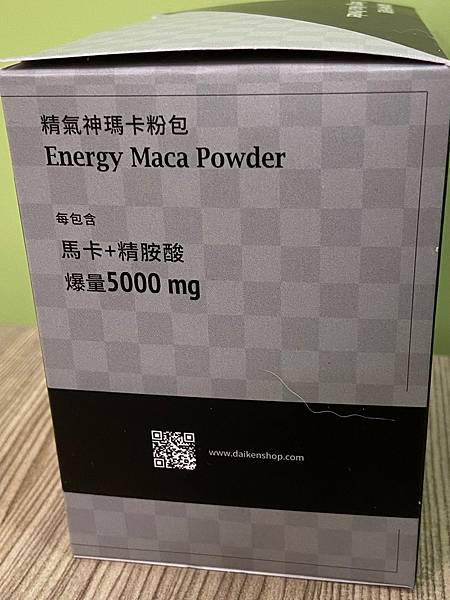 精氣神瑪卡粉包
Energy Maca Powder
每包含
馬卡+精胺酸
爆量5000 mg
www.daikenshop.com